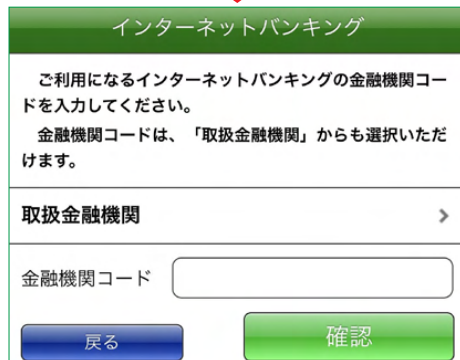 インターネットバンキング
ご利用になるインターネットバンキングの金融機関コー
ドを入力してください。
金融機関コードは、「取扱金融機関」からも選択いただ
けます。
取扱金融機関
金融機関コード
戻る
確認